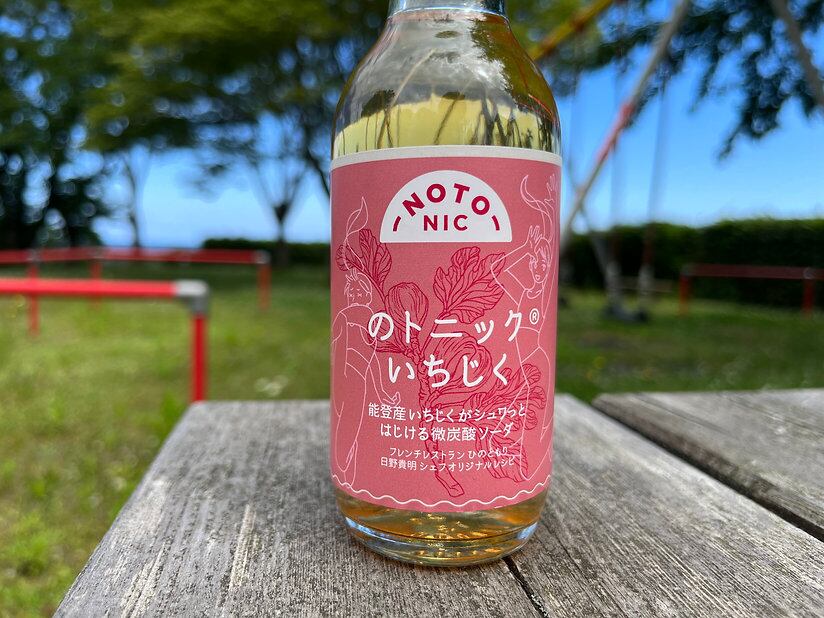 NOTO
NIC
のトニック®
いちじく
能登産いちじくがシュワっと
はじける微炭酸ソーダ
フレンチレストラン ひのともり
日野貴明 シェフオリジナルレシピ